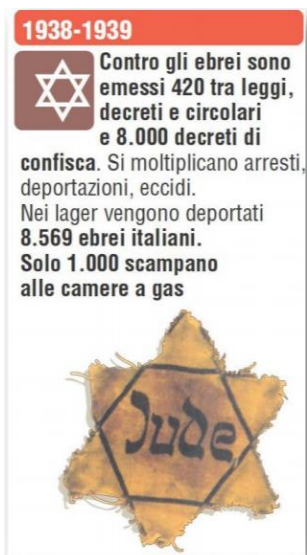 1938-1939
Contro gli ebrei sono
emessi 420 tra leggi,
decreti e circolari
e 8.000 decreti di
confisca. Si moltiplicano arresti,
deportazioni, eccidi.
Nei lager vengono deportati
8.569 ebrei italiani.
Solo 1.000 scampano
alle camere a gas
Jude